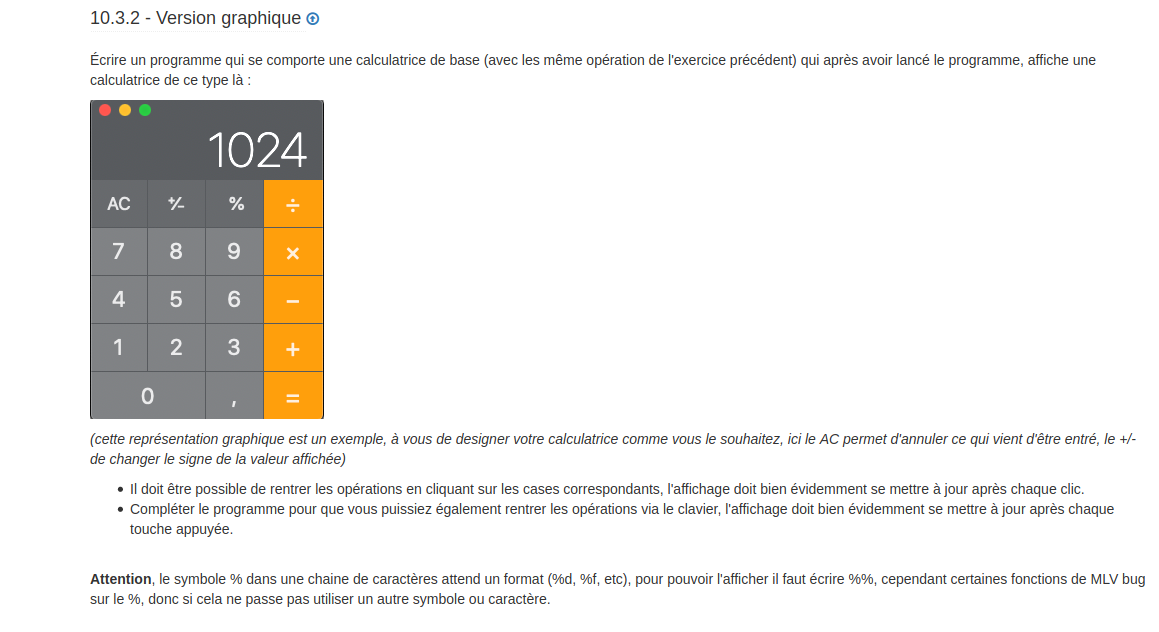 10.3.2 - Version graphique
Écrire un programme qui se comporte une calculatrice de base (avec les même opération de l'exercice précédent) qui après avoir lancé le programme, affiche une
calculatrice de ce type là :
1024
AC ⁺∕₋ % ÷
7 8 9 ×
4 5 6 −
1 2 3 +
0 , =
(cette représentation graphique est un exemple, à vous de designer votre calculatrice comme vous le souhaitez, ici le AC permet d'annuler ce qui vient d'être entré, le +/-
de changer le signe de la valeur affichée)
• Il doit être possible de rentrer les opérations en cliquant sur les cases correspondants, l'affichage doit bien évidemment se mettre à jour après chaque clic.
• Compléter le programme pour que vous puissiez également rentrer les opérations via le clavier, l'affichage doit bien évidemment se mettre à jour après chaque
touche appuyée.
Attention, le symbole % dans une chaine de caractères attend un format (%d, %f, etc), pour pouvoir l'afficher il faut écrire %%, cependant certaines fonctions de MLV bug
sur le %, donc si cela ne passe pas utiliser un autre symbole ou caractère.